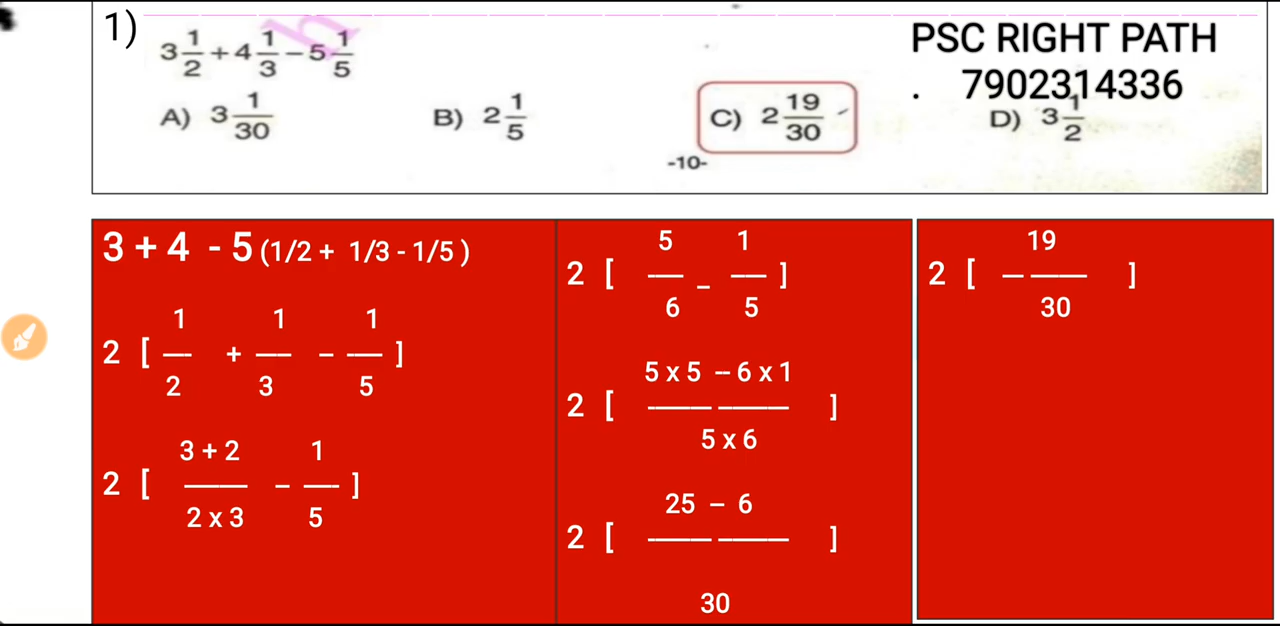 1)
3 1/2 + 4 1/3 – 5 1/5
PSC RIGHT PATH
. 7902314336
A) 3 1/30 B) 2 1/5 C) 2 19/30 D) 3 1/2
-10-
3 + 4 - 5 (1/2 + 1/3 - 1/5 )
2 [ 1/2 + 1/3 – 1/5 ]
2 [ 3 + 2 / 2 x 3 – 1/5 ]
2 [ 5/6 – 1/5 ]
2 [ 5 x 5 – 6 x 1 / 5 x 6 ]
2 [ 25 – 6 / 30 ]
2 [ 19/30 ]